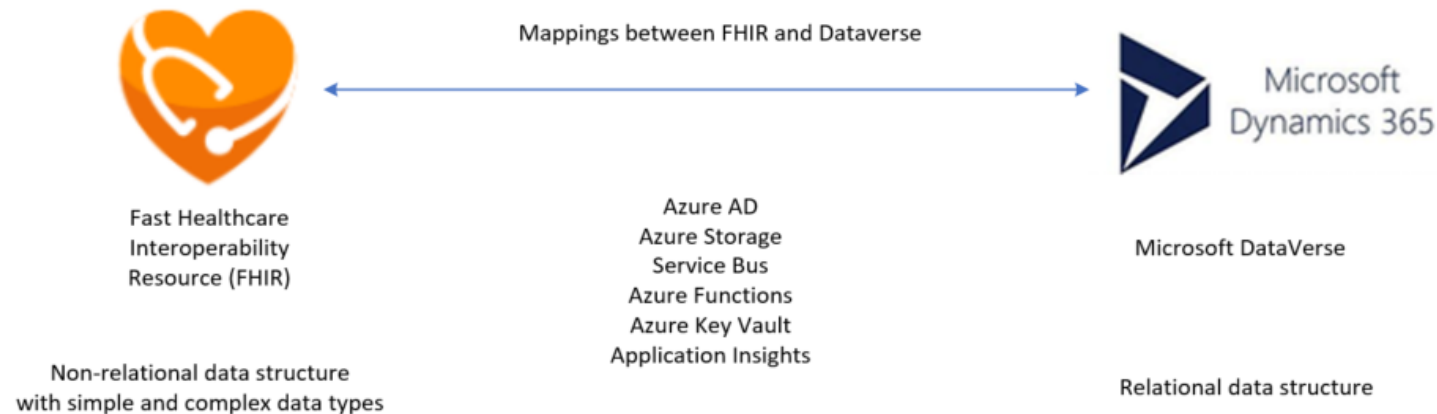 Mappings between FHIR and Dataverse
Microsoft
Dynamics 365
Fast Healthcare
Interoperability
Resource (FHIR)
Azure AD
Azure Storage
Service Bus
Azure Functions
Azure Key Vault
Application Insights
Microsoft DataVerse
Non-relational data structure
with simple and complex data types
Relational data structure